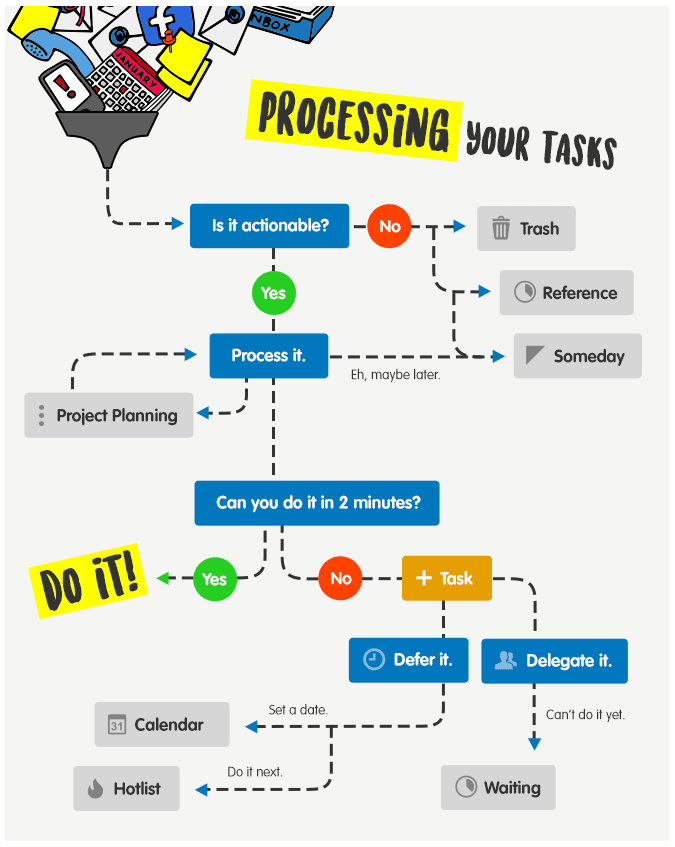 INBOX
f
JANUARY
!
PROCESSiNG YOUR TASKS
Is it actionable?
No
Trash
Yes
Reference
Process it.
Eh, maybe later.
Someday
Project Planning
Can you do it in 2 minutes?
DO iT!
Yes
No
+ Task
Defer it.
Delegate it.
Set a date.
31 Calendar
Can't do it yet.
Do it next.
Hotlist
Waiting